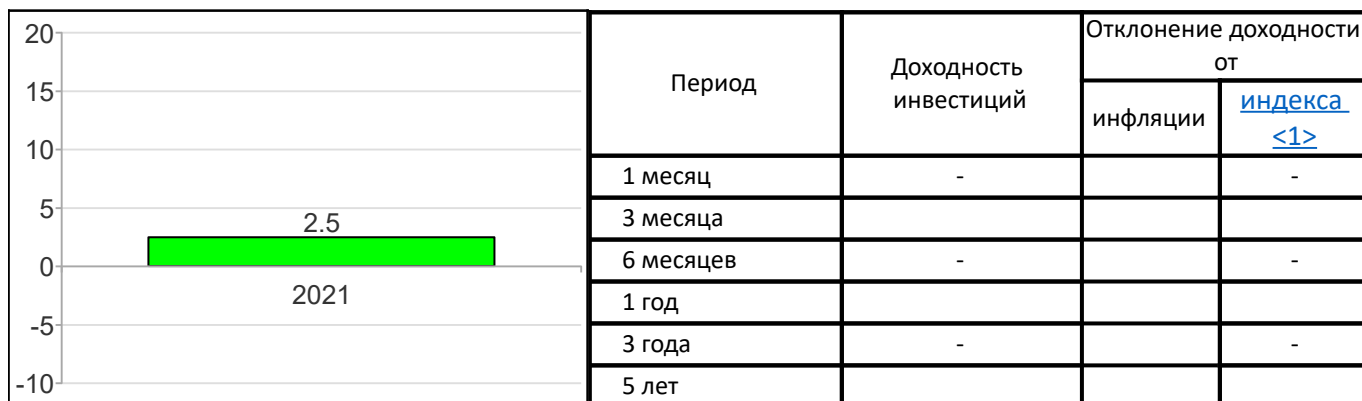 20
15
10
5
0
-5
-10
2.5
2021
Период
Доходность
инвестиций
Отклонение доходности
от
инфляции
индекса
<1>
1 месяц - -
3 месяца
6 месяцев - -
1 год
3 года - -
5 лет